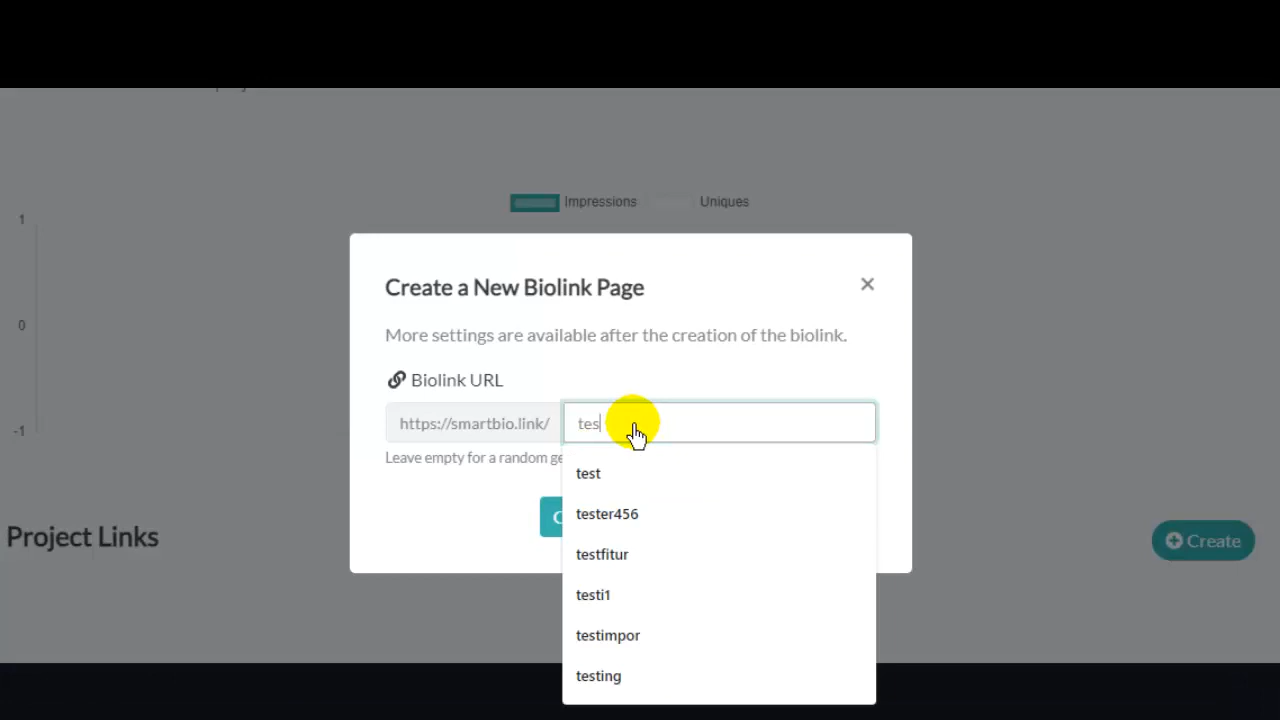 Impressions
Uniques
1
0
-1
Create a New Biolink Page
×
More settings are available after the creation of the biolink.
Biolink URL
https://smartbio.link/ tes
Leave empty for a random
test
tester456
testfitur
testi1
testimpor
testing
Project Links
Create